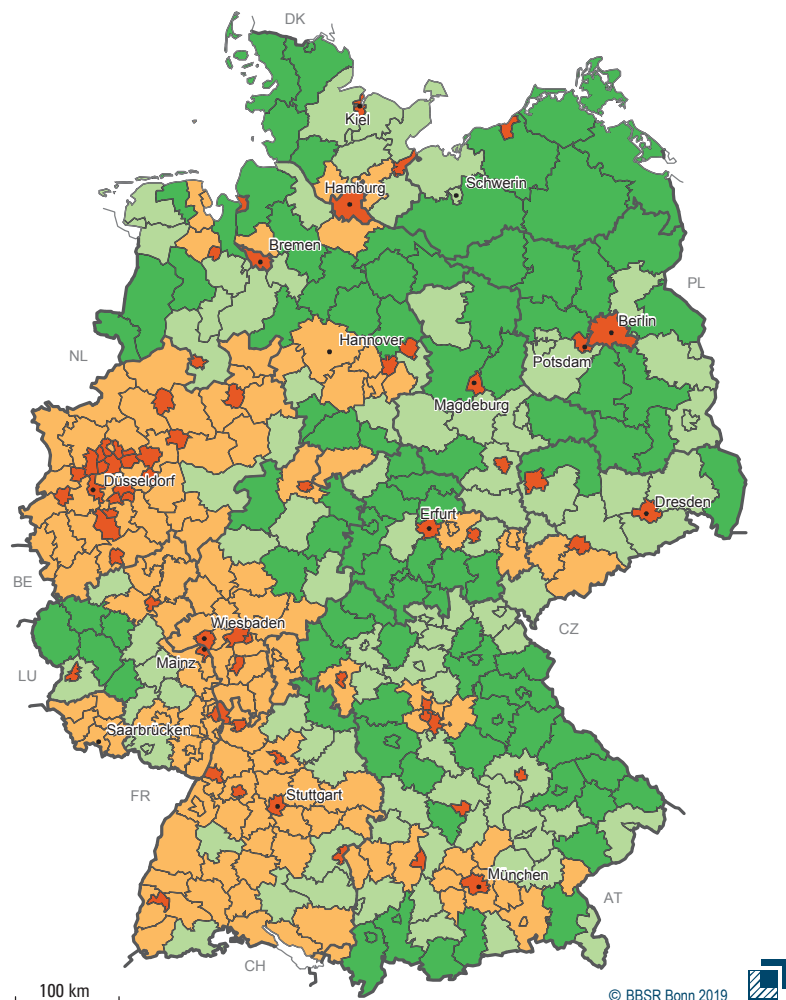 DK
Kiel
Schwerin
Hamburg
Bremen
PL
Berlin
Hannover
NL
Potsdam
Magdeburg
Düsseldorf
Dresden
Erfurt
BE
Wiesbaden
CZ
Mainz
LU
Saarbrücken
FR
Stuttgart
München
AT
CH
100 km
© BBSR Bonn 2019